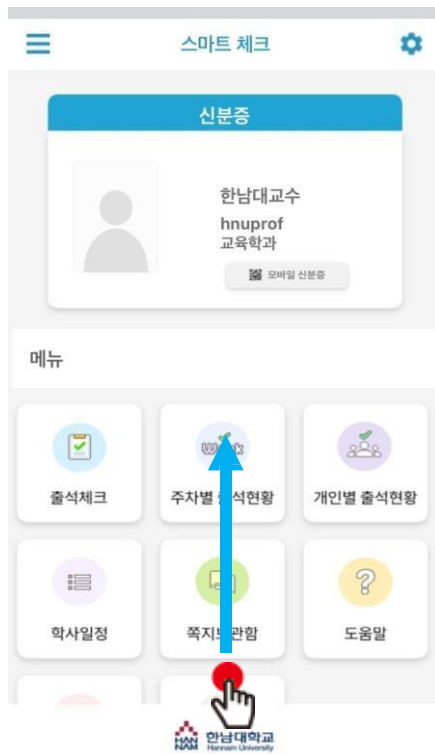 스마트 체크
신분증
한남대교수
hnuprof
교육학과
모바일 신분증
메뉴
출석체크
주차별 출석현황
개인별 출석현황
학사일정
쪽지보관함
도움말
HAN
NAM
한남대학교
Hannam University